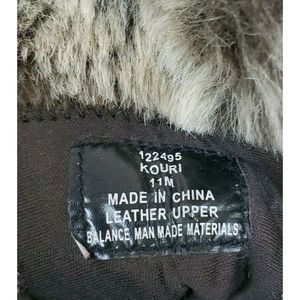 122495
KOURI
11M
MADE IN CHINA
LEATHER UPPER
BALANCE MAN MADE MATERIALS